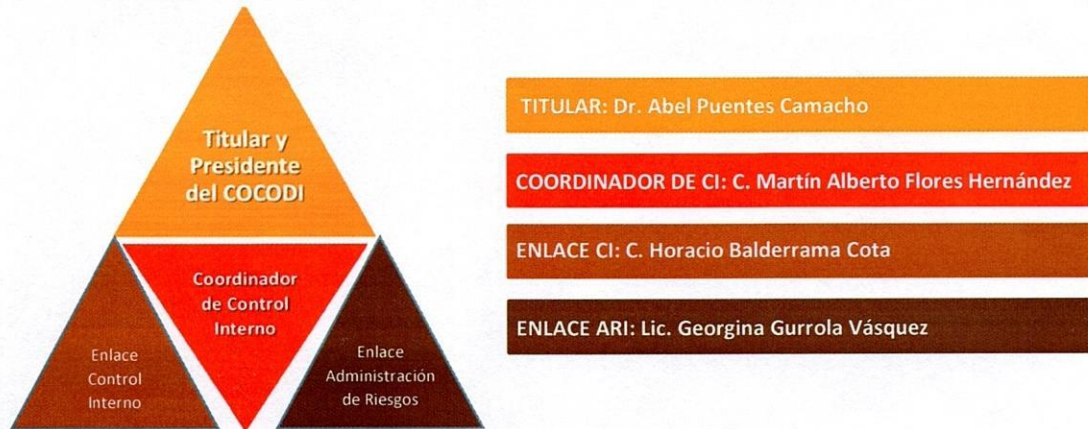 Titular y
Presidente
del COCODI
Coordinador
de Control
Interno
Enlace
Control
Interno
Enlace
Administración
de Riesgos
TITULAR: Dr. Abel Puentes Camacho
COORDINADOR DE CI: C. Martín Alberto Flores Hernández
ENLACE CI: C. Horacio Balderrama Cota
ENLACE ARI: Lic. Georgina Gurrola Vásquez